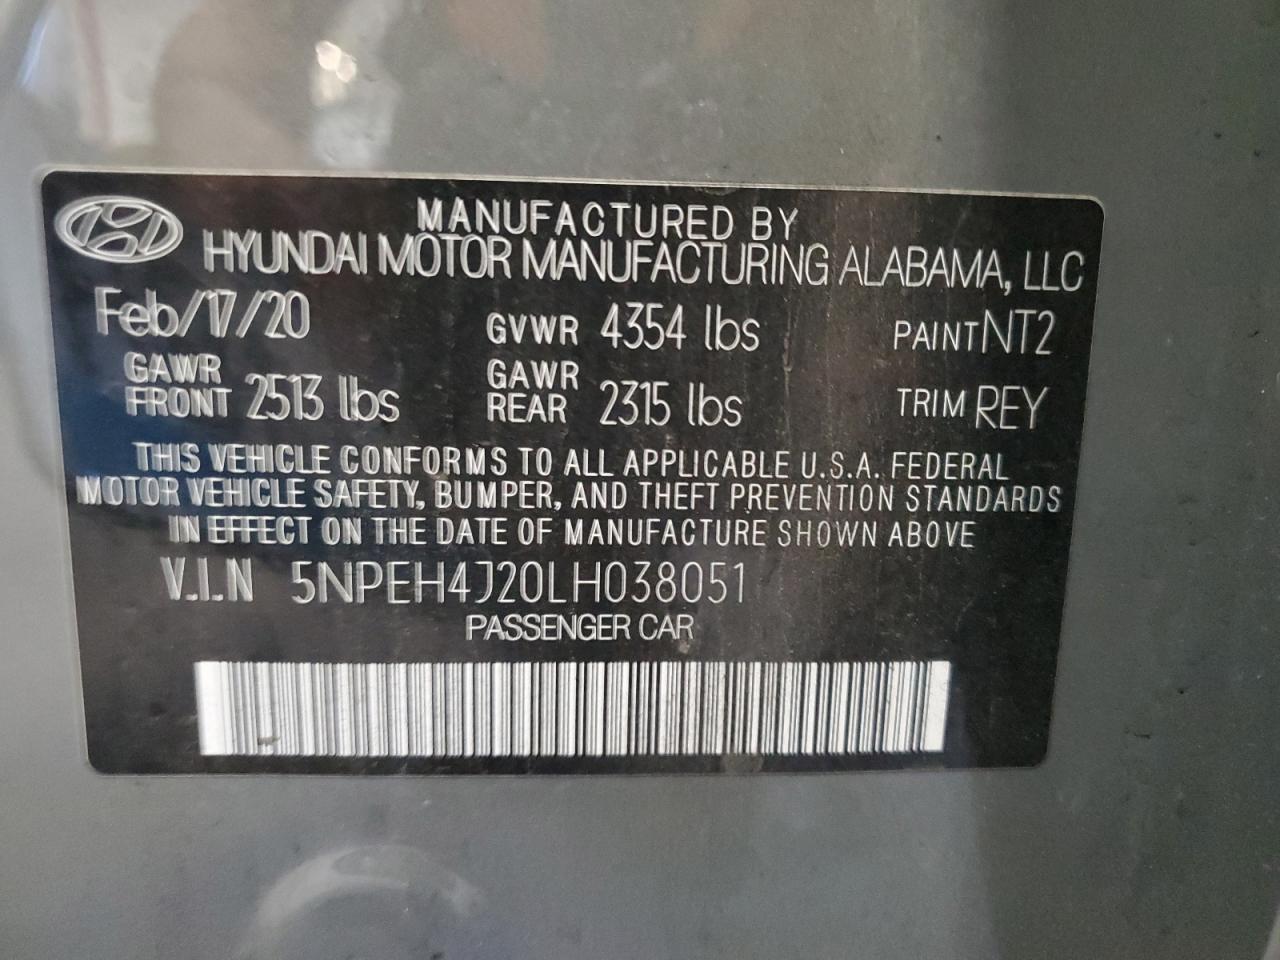 MANUFACTURED BY
HYUNDAI MOTOR MANUFACTURING ALABAMA, LLC
Feb/17/20 GVWR 4354 lbs PAINT NT2
GAWR FRONT 2513 lbs GAWR REAR 2315 lbs TRIM REY
THIS VEHICLE CONFORMS TO ALL APPLICABLE U.S.A. FEDERAL
MOTOR VEHICLE SAFETY, BUMPER, AND THEFT PREVENTION STANDARDS
IN EFFECT ON THE DATE OF MANUFACTURE SHOWN ABOVE
V.I.N 5NPEH4J20LH038051
PASSENGER CAR